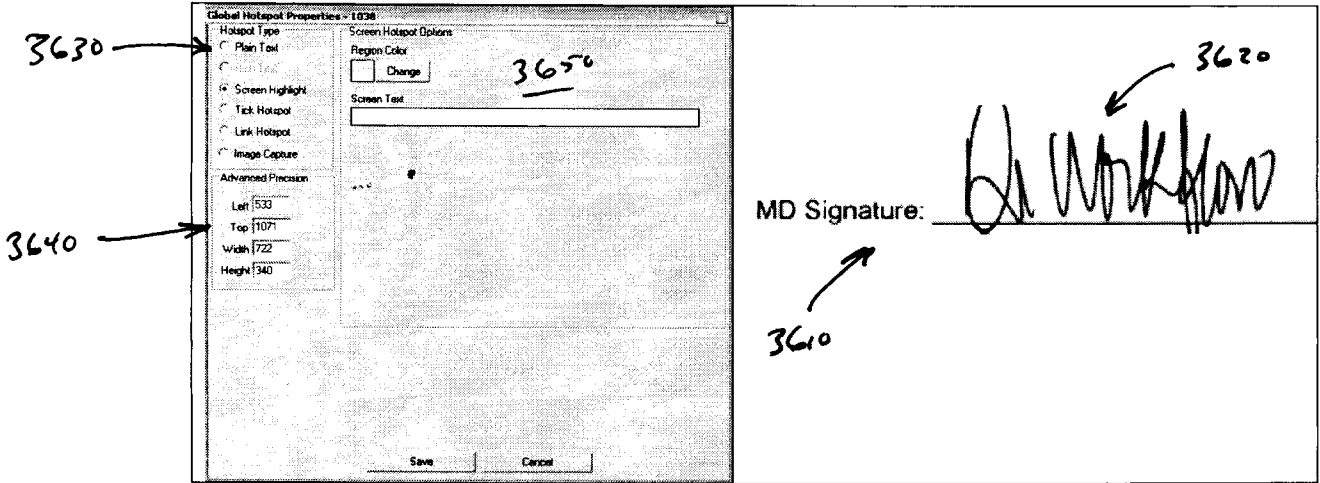 Global Hotspot Properties - 1038
Hotspot Type
Plain Text
Screen Highlight
Tick Hotspot
Link Hotspot
Image Capture
Advanced Precision
Left 533
Top 1071
Width 722
Height 340
Screen Hotspot Options
Region Color
Change
Screen Text
Save
Cancel
3630
3640
3650
MD Signature: Dr Workflow
3620
3610